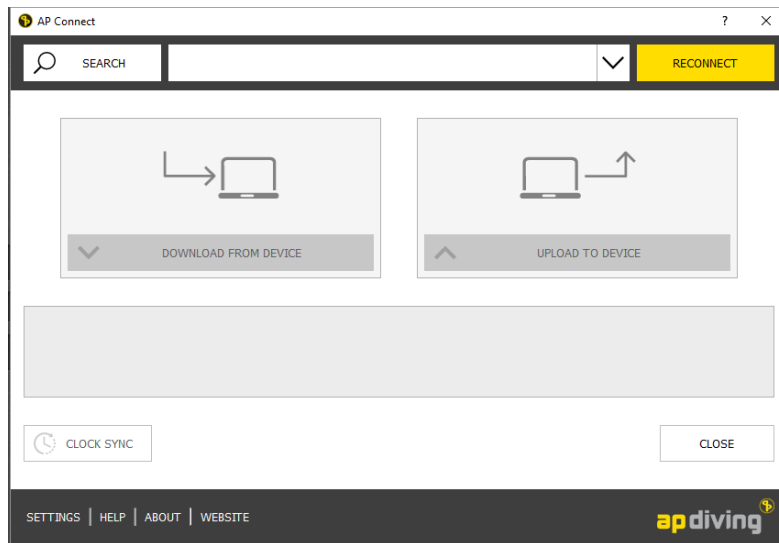 AP Connect
SEARCH
RECONNECT
DOWNLOAD FROM DEVICE
UPLOAD TO DEVICE
CLOCK SYNC
CLOSE
SETTINGS | HELP | ABOUT | WEBSITE
apdiving